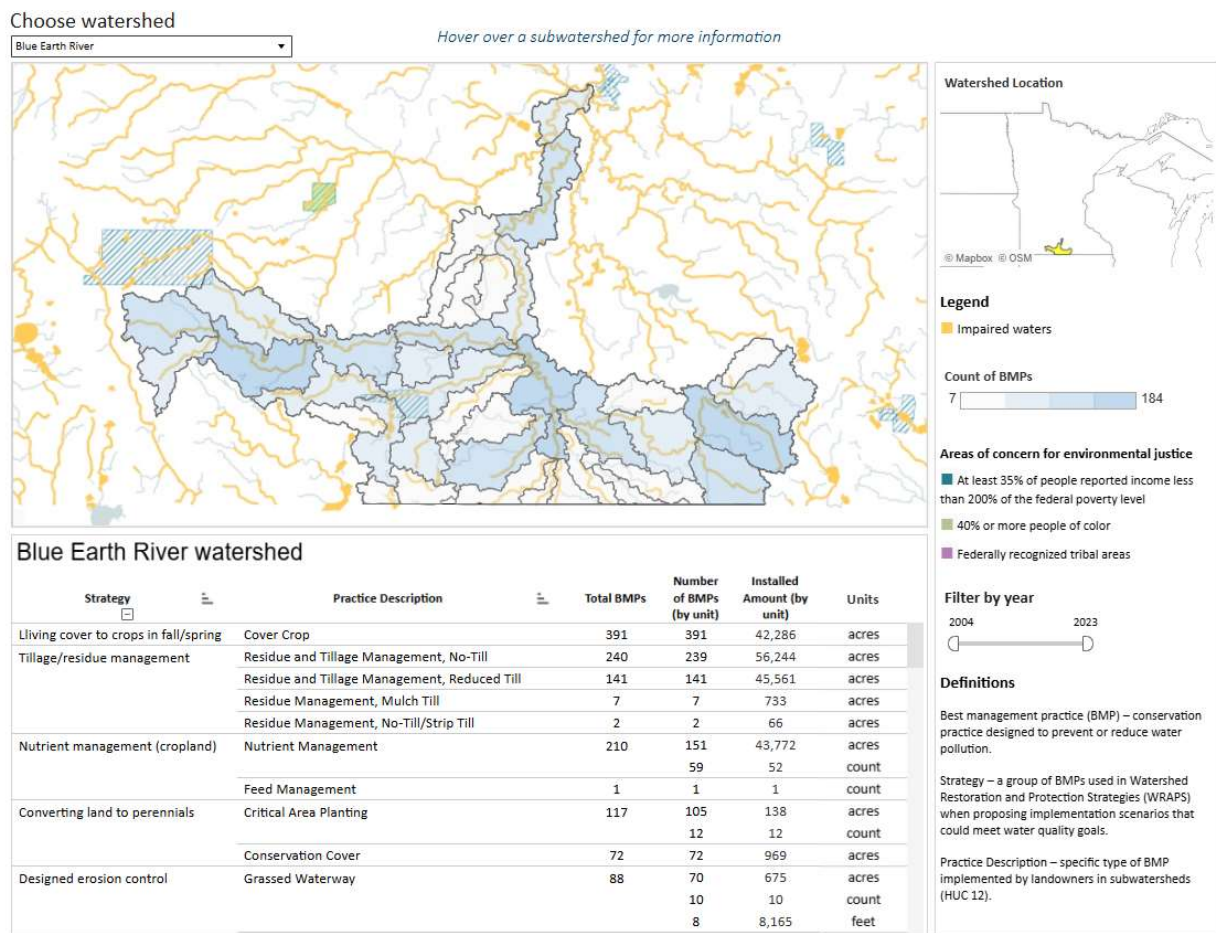 Choose watershed
Blue Earth River
Hover over a subwatershed for more information
Watershed Location
© Mapbox © OSM
Legend
Impaired waters
Count of BMPs
7 184
Areas of concern for environmental justice
At least 35% of people reported income less
than 200% of the federal poverty level
40% or more people of color
Federally recognized tribal areas
Filter by year
2004 2023
Definitions
Best management practice (BMP) – conservation
practice designed to prevent or reduce water
pollution.
Strategy – a group of BMPs used in Watershed
Restoration and Protection Strategies (WRAPS)
when proposing implementation scenarios that
could meet water quality goals.
Practice Description – specific type of BMP
implemented by landowners in subwatersheds
(HUC 12).
Blue Earth River watershed
Strategy Practice Description Total BMPs Number of BMPs (by unit) Installed Amount (by unit) Units
Lliving cover to crops in fall/spring Cover Crop 391 391 42,286 acres
Tillage/residue management Residue and Tillage Management, No-Till 240 239 56,244 acres
Residue and Tillage Management, Reduced Till 141 141 45,561 acres
Residue Management, Mulch Till 7 7 733 acres
Residue Management, No-Till/Strip Till 2 2 66 acres
Nutrient management (cropland) Nutrient Management 210 151 43,772 acres
59 52 count
Feed Management 1 1 1 count
Converting land to perennials Critical Area Planting 117 105 138 acres
12 12 count
Conservation Cover 72 72 969 acres
Designed erosion control Grassed Waterway 88 70 675 acres
10 10 count
8 8,165 feet